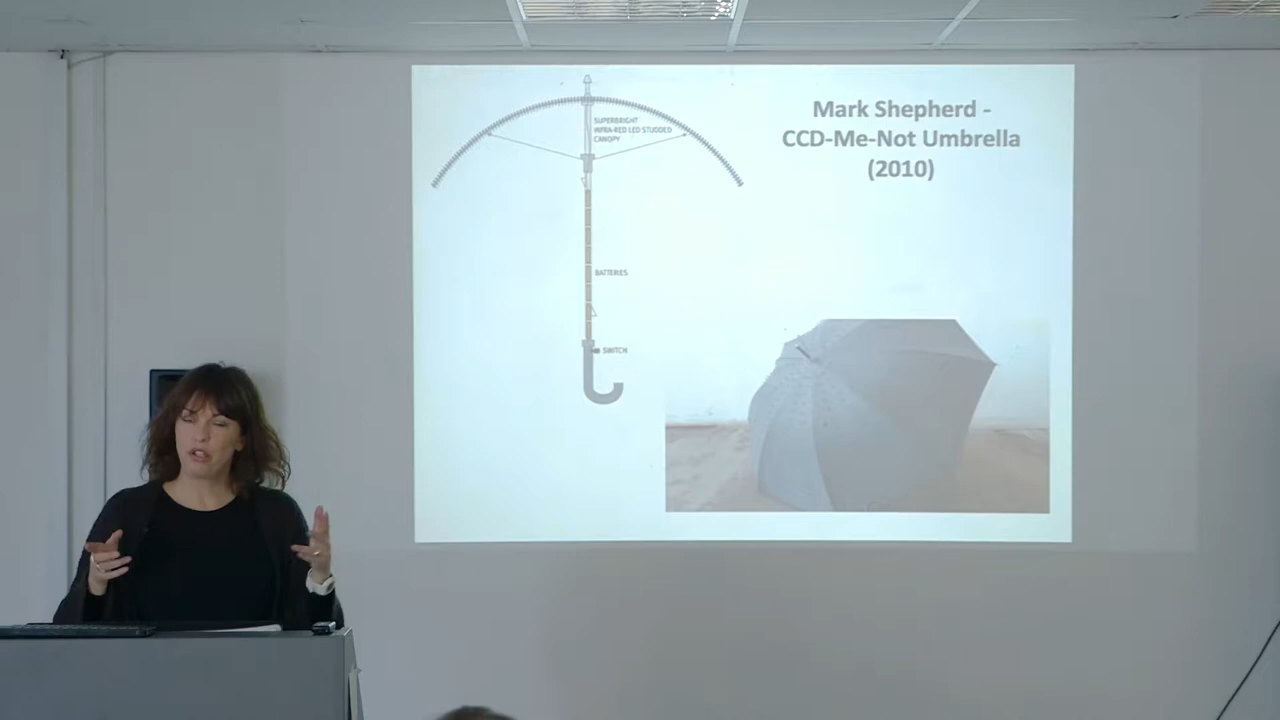 Mark Shepherd -
CCD-Me-Not Umbrella
(2010)
SUPERBRIGHT
INFRA-RED LED STUDDED
CANOPY
BATTERIES
SWITCH